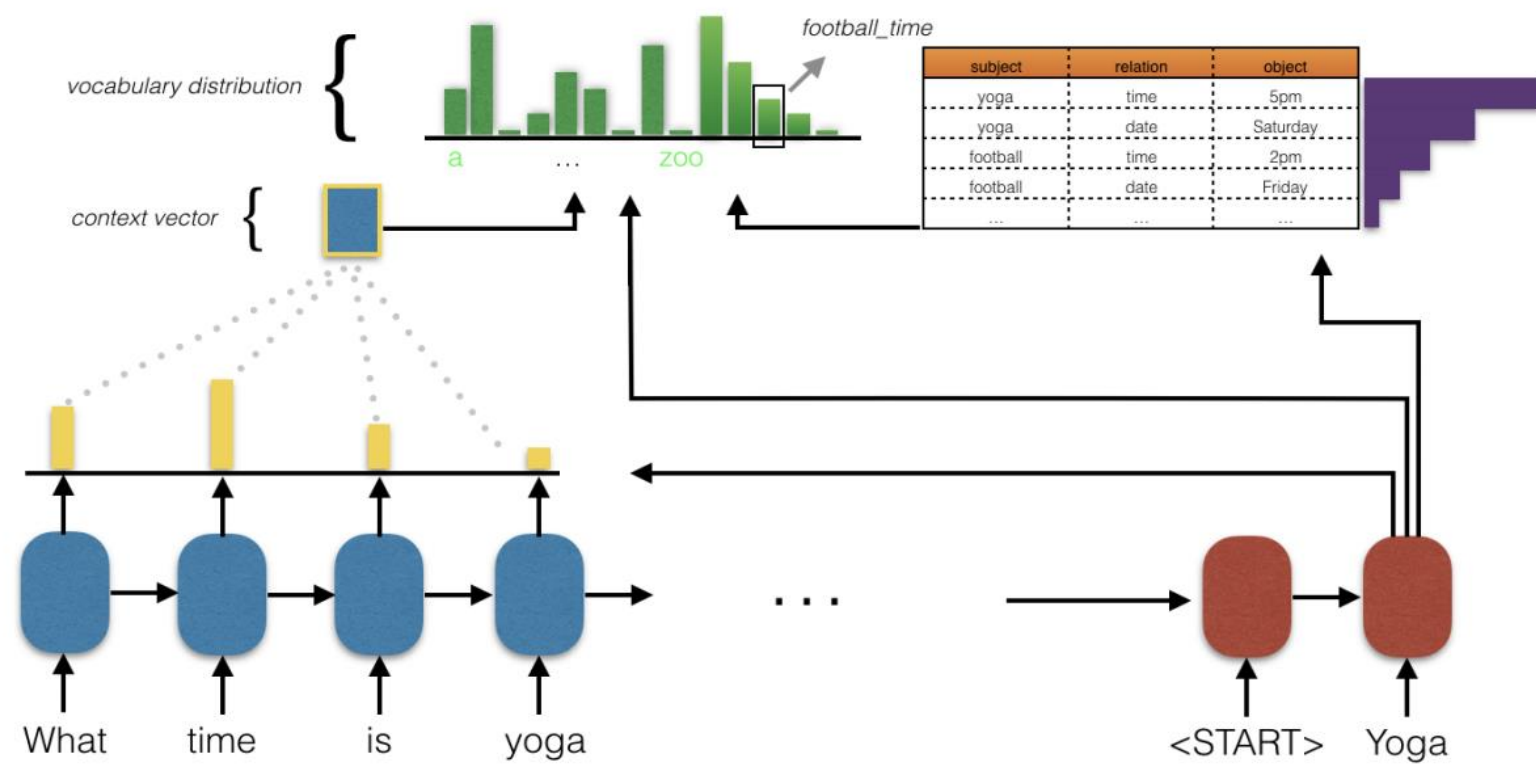 football_time
vocabulary distribution
a ... zoo
context vector
subject relation object
yoga time 5pm
yoga date Saturday
football time 2pm
football date Friday
... ... ...
...
What time is yoga <START> Yoga